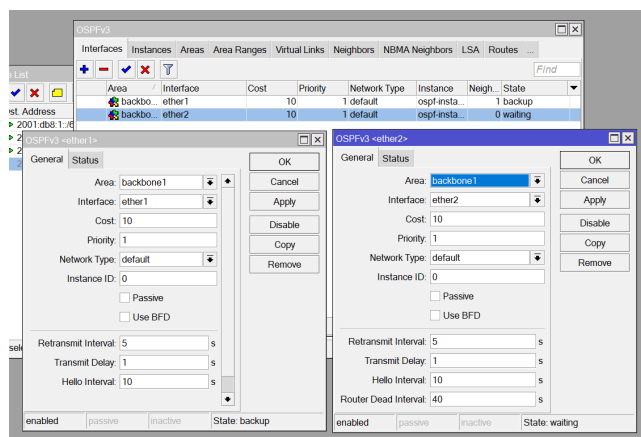 OSPFv3
Interfaces Instances Areas Area Ranges Virtual Links Neighbors NBMA Neighbors LSA Routes ...
Find
Area Interface Cost Priority Network Type Instance Neigh... State
backbo... ether1 10 1 default ospf-insta... 1 backup
backbo... ether2 10 1 default ospf-insta... 0 waiting
List
Address
2001:db8:1::/6
2
2
2
OSPFv3 <ether1>
General Status
Area: backbone1
Interface: ether1
Cost: 10
Priority: 1
Network Type: default
Instance ID: 0
Passive
Use BFD
Retransmit Interval: 5 s
Transmit Delay: 1 s
Hello Interval: 10 s
OK
Cancel
Apply
Disable
Copy
Remove
enabled passive inactive State: backup
OSPFv3 <ether2>
General Status
Area: backbone1
Interface: ether2
Cost: 10
Priority: 1
Network Type: default
Instance ID: 0
Passive
Use BFD
Retransmit Interval: 5 s
Transmit Delay: 1 s
Hello Interval: 10 s
Router Dead Interval: 40 s
OK
Cancel
Apply
Disable
Copy
Remove
enabled passive inactive State: waiting